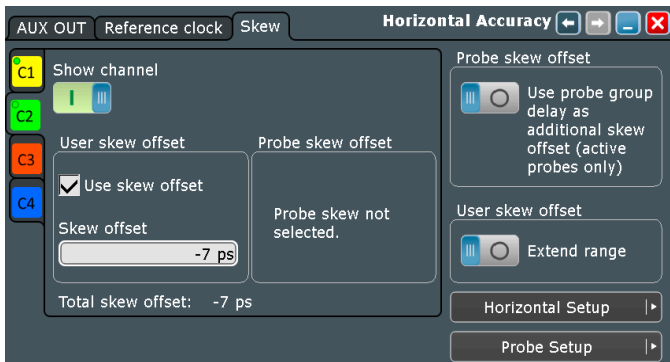 AUX OUT
Reference clock
Skew
Horizontal Accuracy
C1
C2
C3
C4
Show channel
User skew offset
Use skew offset
Skew offset
-7 ps
Probe skew offset
Probe skew not
selected.
Total skew offset: -7 ps
Probe skew offset
Use probe group
delay as
additional skew
offset (active
probes only)
User skew offset
Extend range
Horizontal Setup
Probe Setup